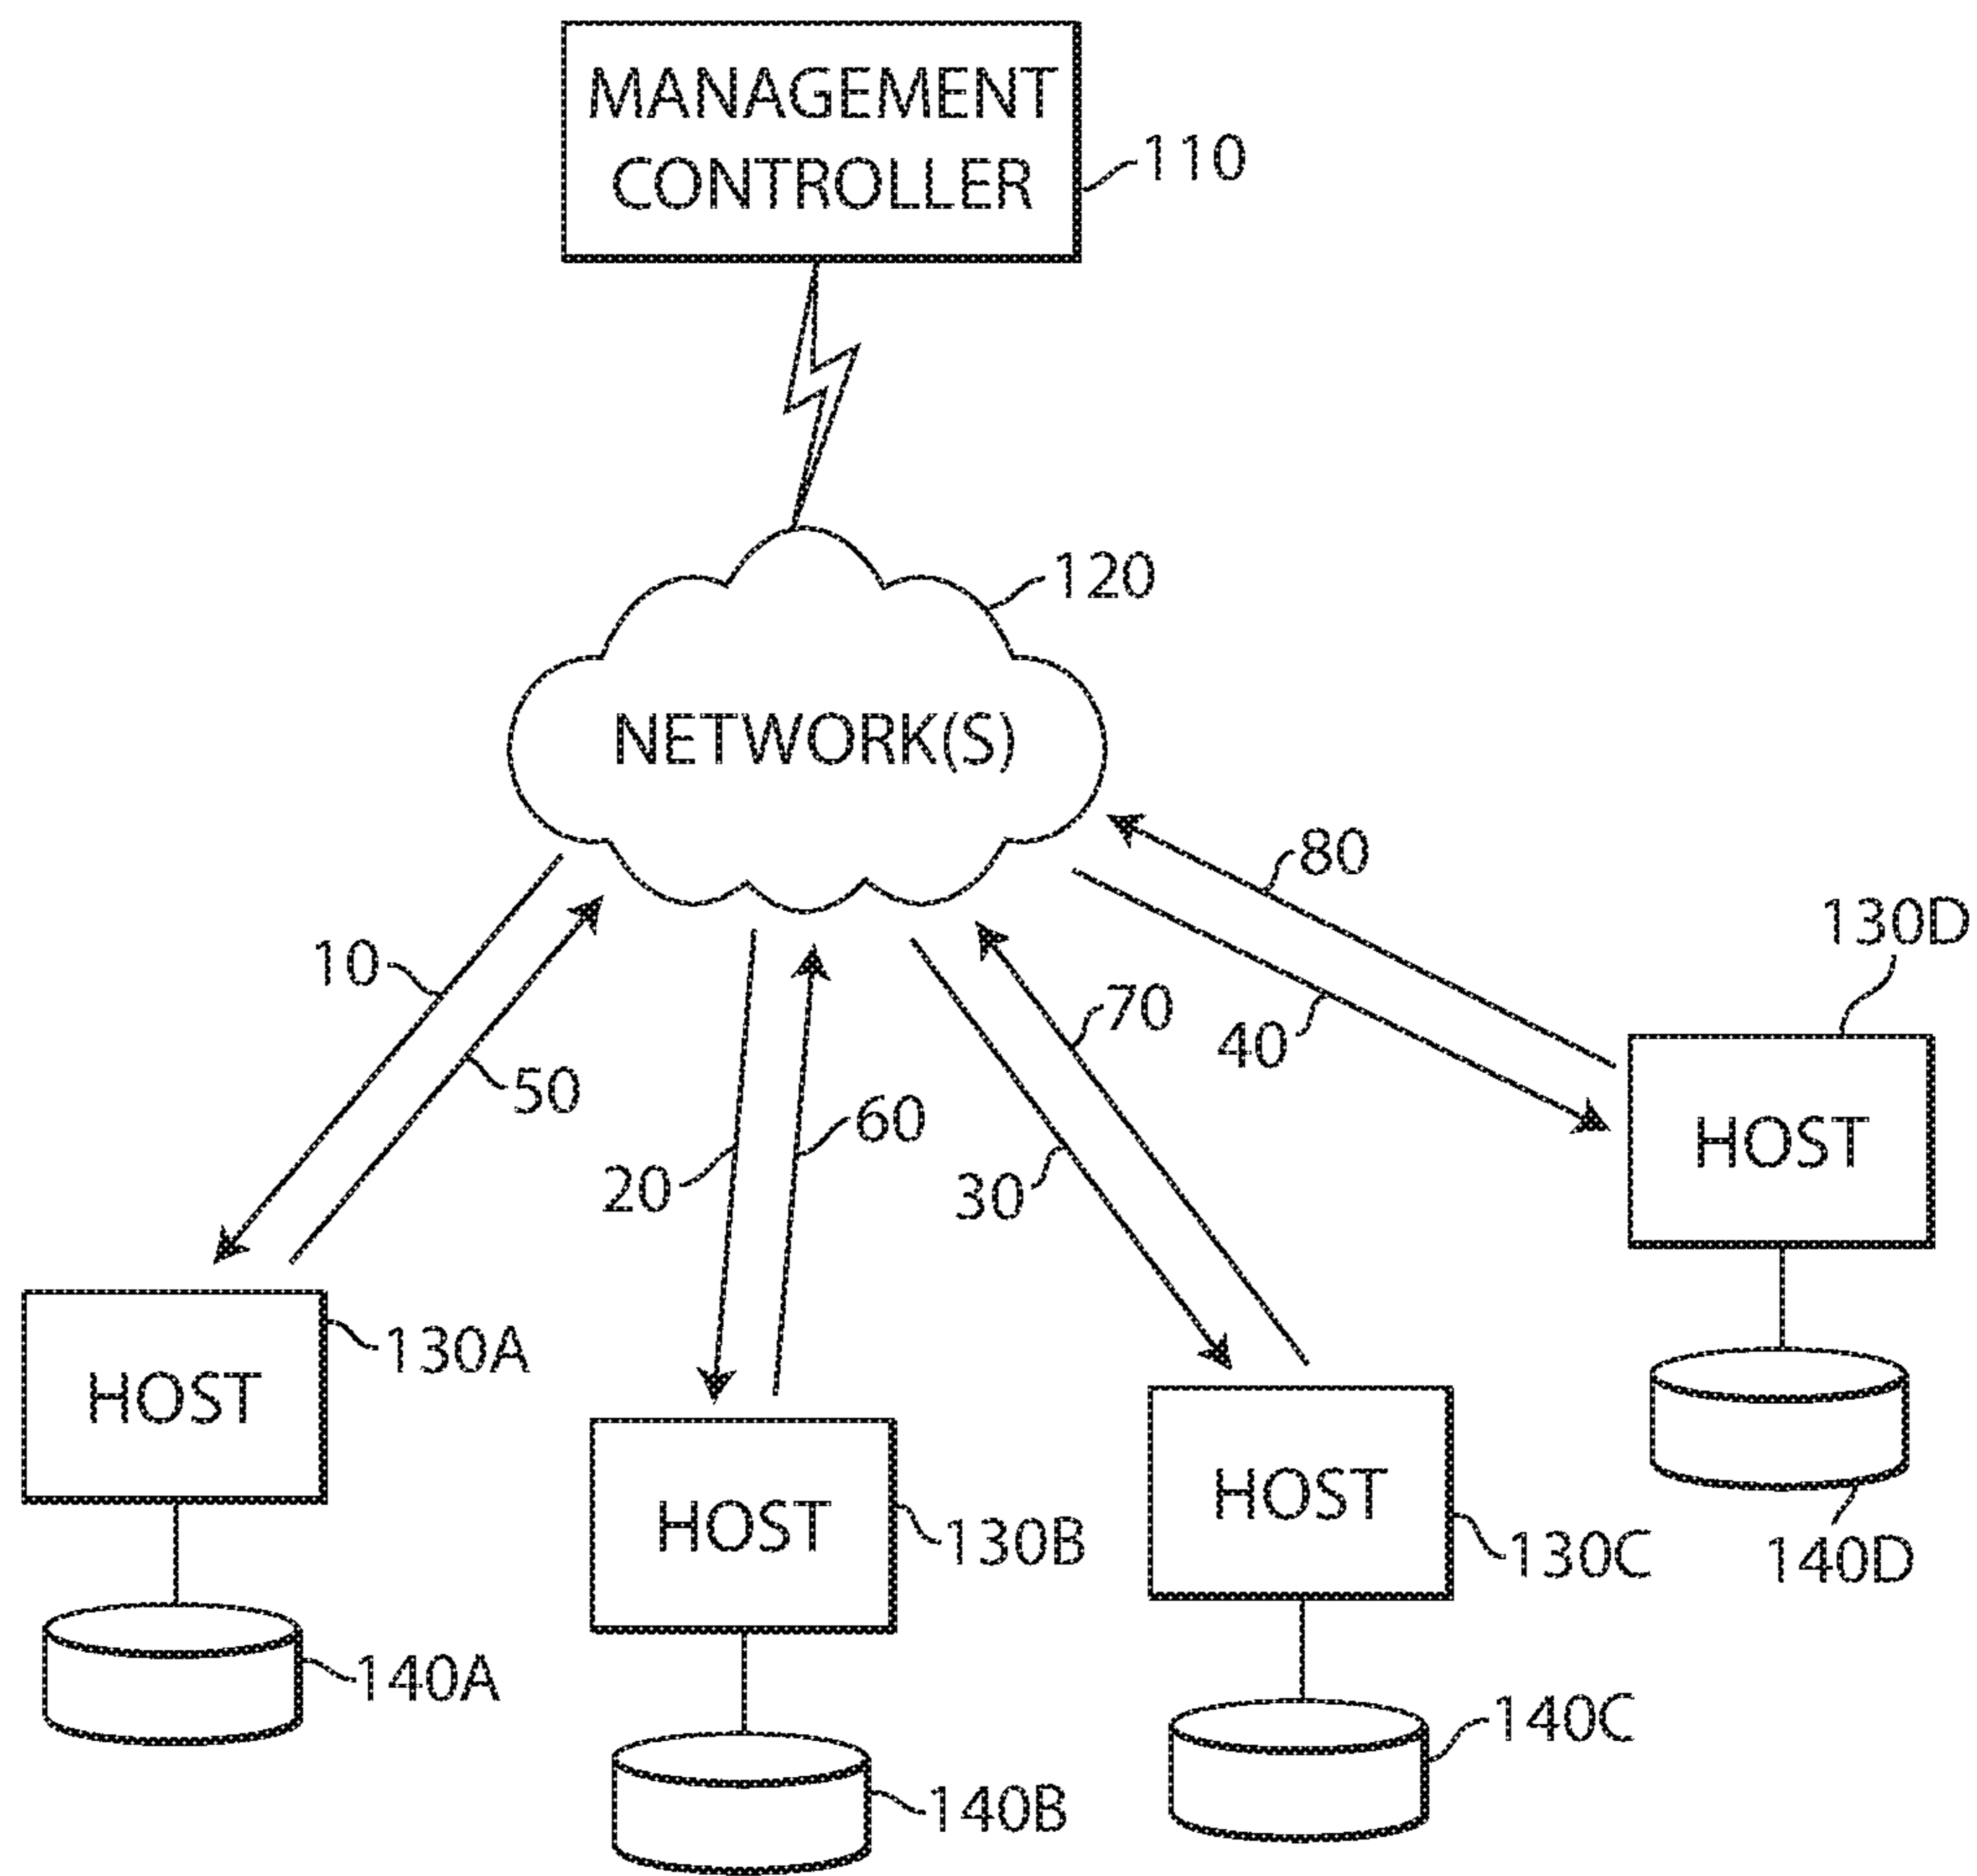 MANAGEMENT
CONTROLLER
110
120
NETWORK(S)
80
130D
10
70
40
50
60
20
30
HOST
130A
HOST
HOST
130B
HOST
130C
140D
140A
140C
140B